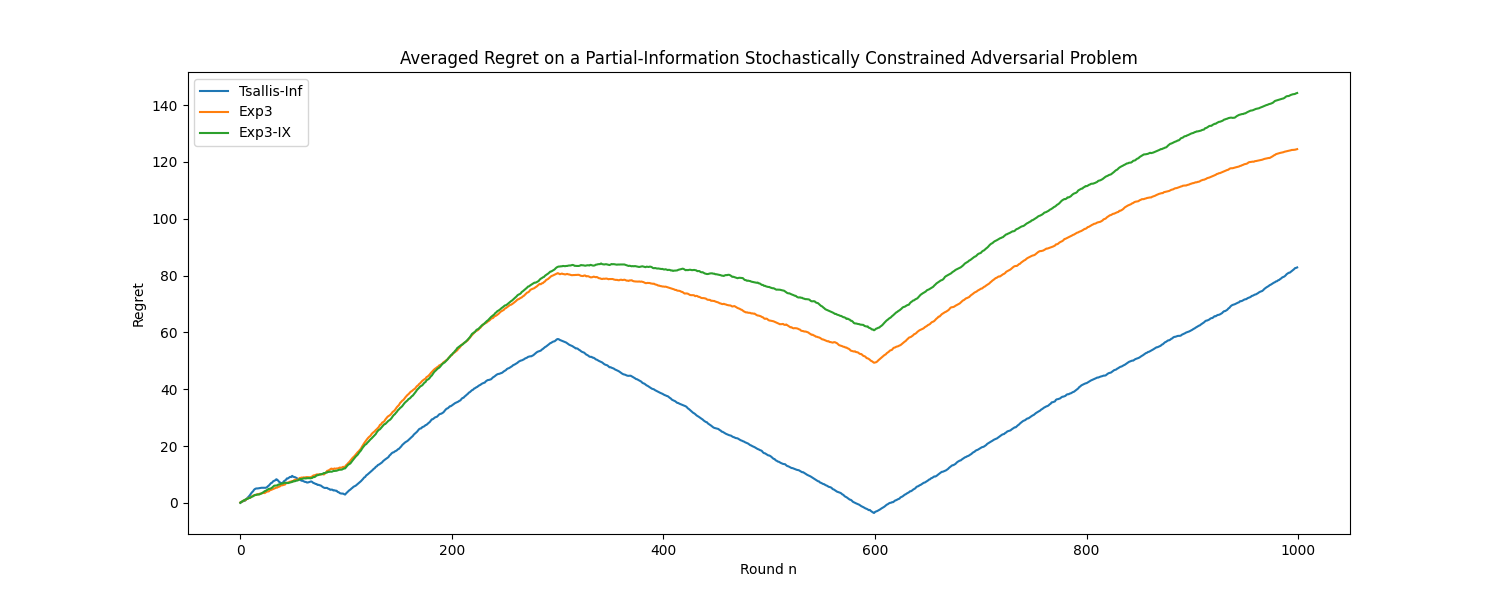 Averaged Regret on a Partial-Information Stochastically Constrained Adversarial Problem
Tsallis-Inf
Exp3
Exp3-IX
140
120
100
80
60
40
20
0
Regret
0 200 400 600 800 1000
Round n